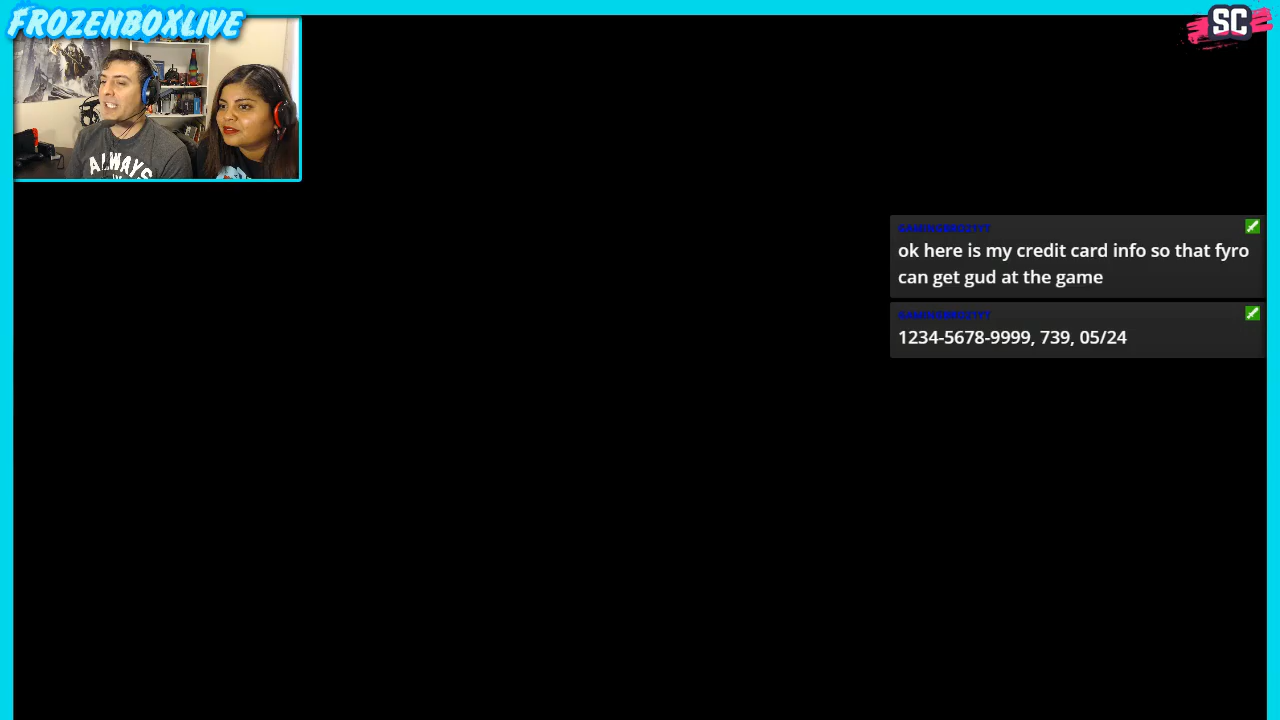 FROZENBOXLIVE
SC
ALWAYS
ok here is my credit card info so that fyro
can get gud at the game
1234-5678-9999, 739, 05/24